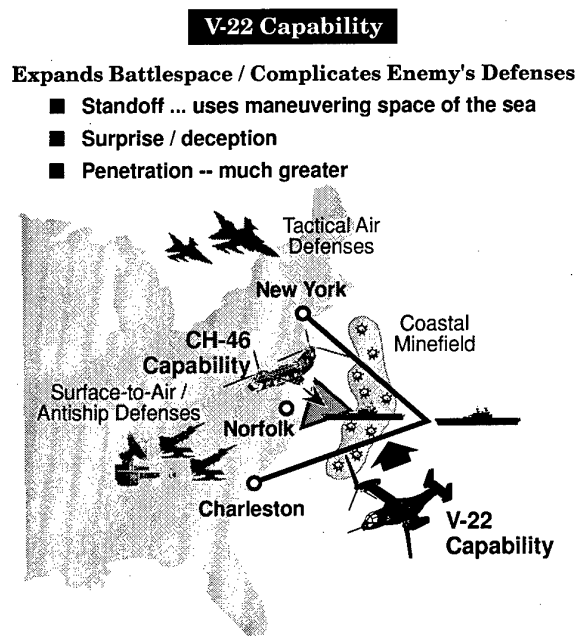 V-22 Capability
Expands Battlespace / Complicates Enemy's Defenses
■ Standoff ... uses maneuvering space of the sea
■ Surprise / deception
■ Penetration -- much greater
Tactical Air
Defenses
New York
CH-46
Capability
Coastal
Minefield
Surface-to-Air /
Antiship Defenses
Norfolk
Charleston
V-22
Capability